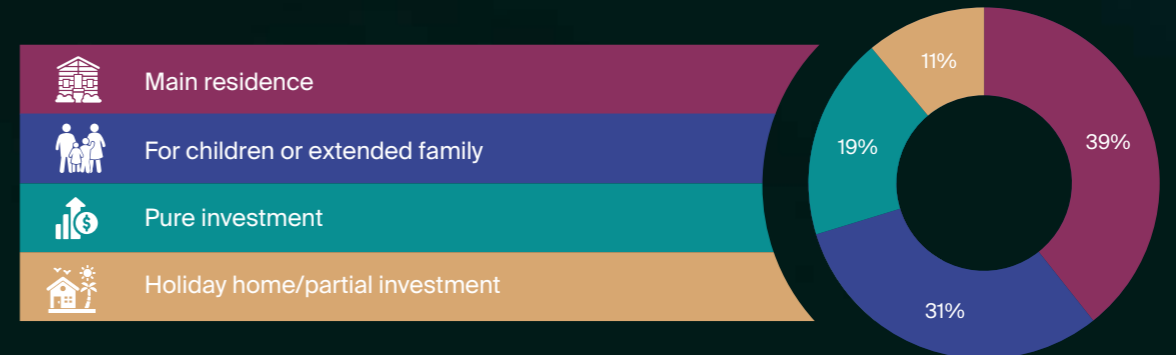 Main residence
For children or extended family
Pure investment
Holiday home/partial investment
11%
39%
19%
31%